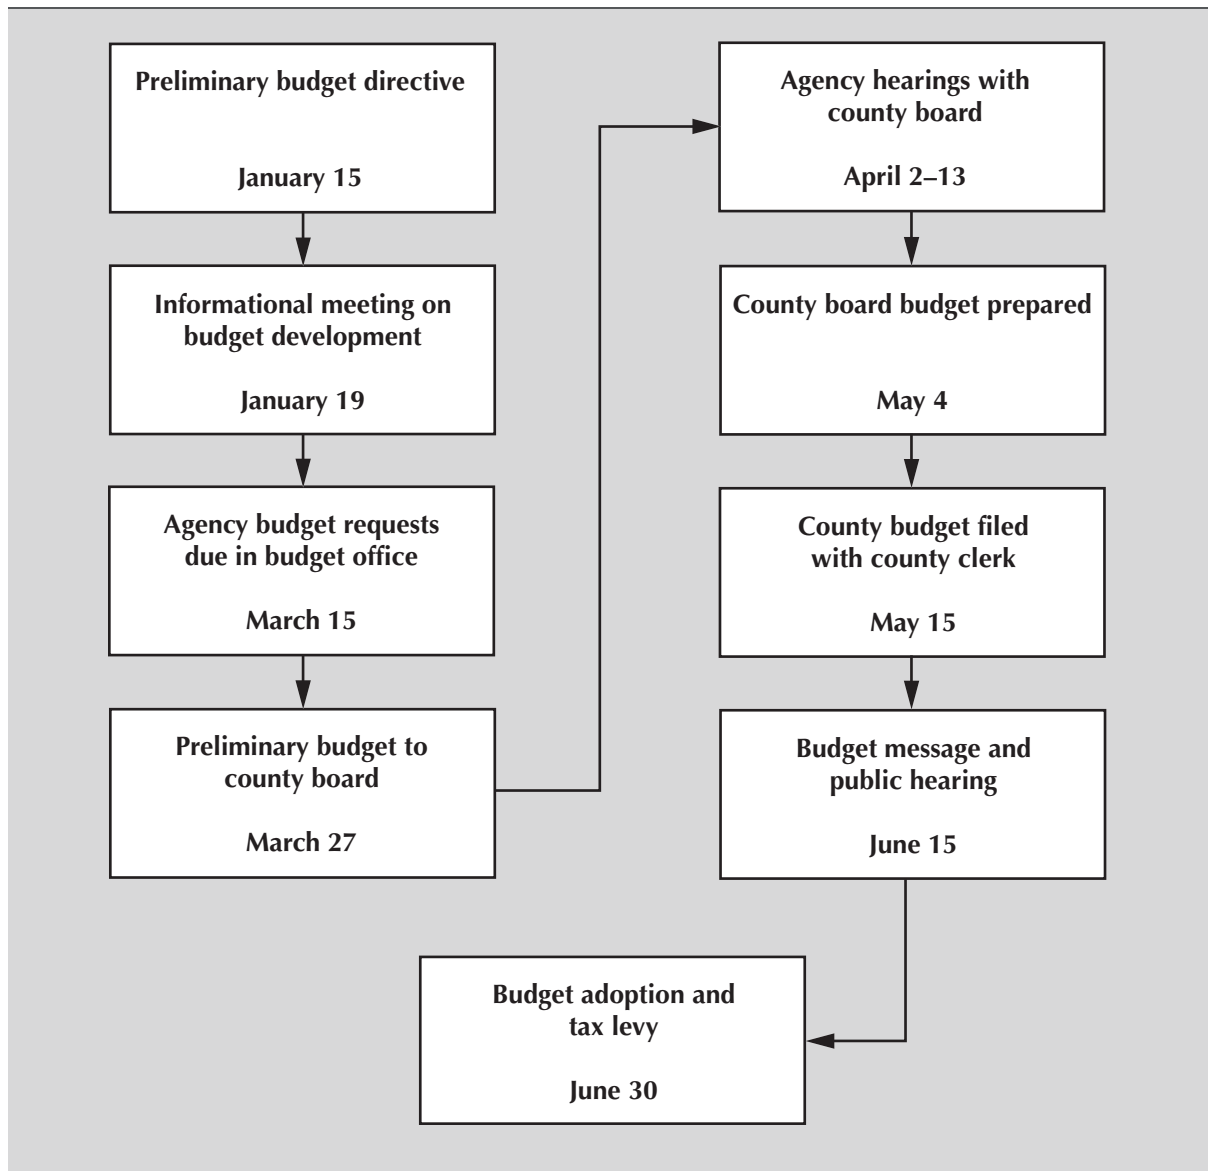 Preliminary budget directive
January 15
Informational meeting on
budget development
January 19
Agency budget requests
due in budget office
March 15
Preliminary budget to
county board
March 27
Agency hearings with
county board
April 2–13
County board budget prepared
May 4
County budget filed
with county clerk
May 15
Budget message and
public hearing
June 15
Budget adoption and
tax levy
June 30